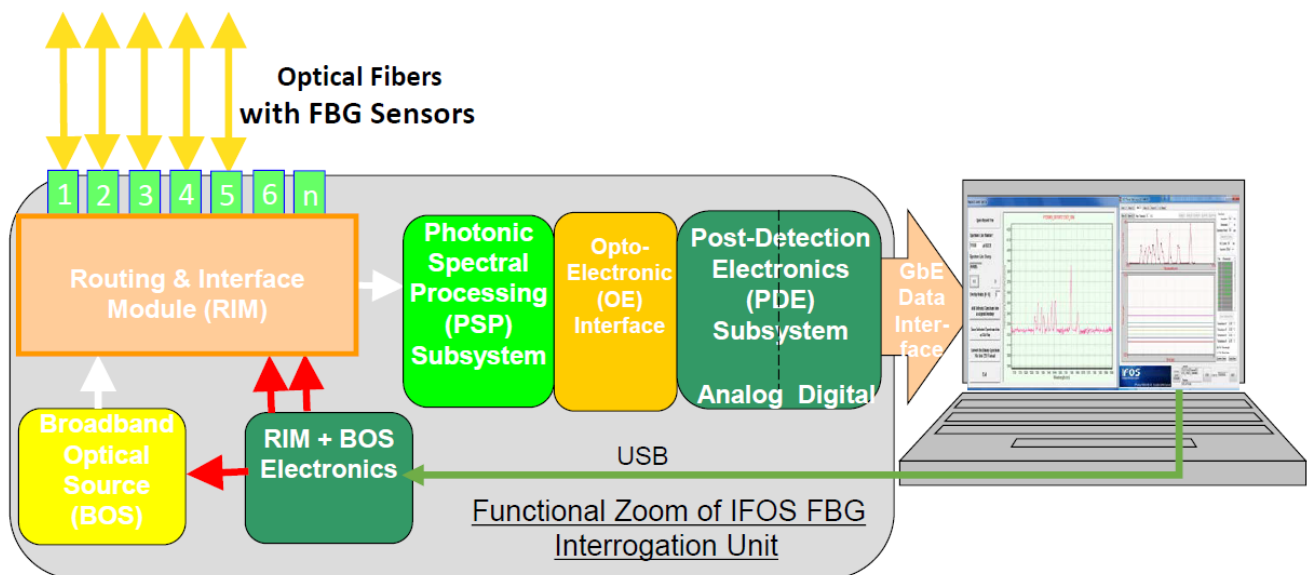 Optical Fibers
with FBG Sensors
1 2 3 4 5 6 n
Routing & Interface
Module (RIM)
Photonic
Spectral
Processing
(PSP)
Subsystem
Opto-
Electronic
(OE)
Interface
Post-Detection
Electronics
(PDE)
Subsystem
Analog Digital
GbE
Data
Inter-
face
IFOS
Broadband
Optical
Source
(BOS)
RIM + BOS
Electronics
USB
Functional Zoom of IFOS FBG
Interrogation Unit